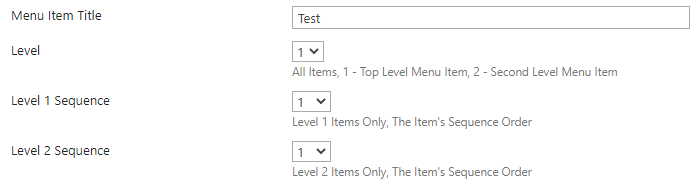 Menu Item Title Test
Level 1
All Items, 1 - Top Level Menu Item, 2 - Second Level Menu Item
Level 1 Sequence 1
Level 1 Items Only, The Item's Sequence Order
Level 2 Sequence 1
Level 2 Items Only, The Item's Sequence Order